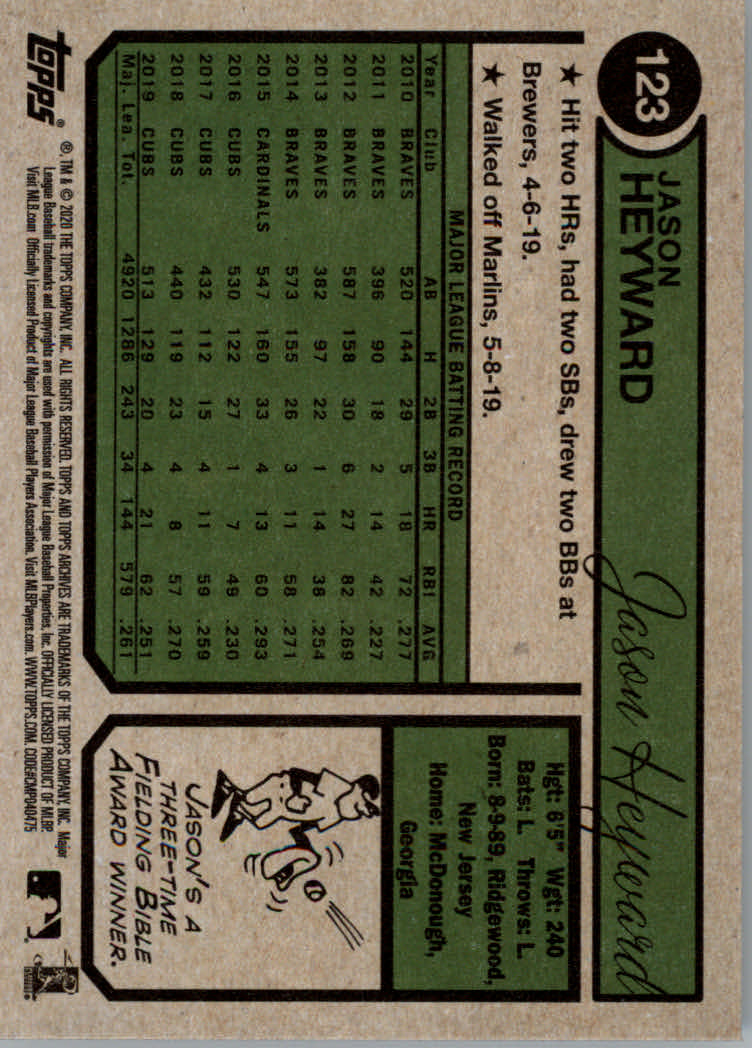 123
JASON
HEYWARD
Jason Heyward
★ Hit two HRs, had two SBs, drew two BBs at
Brewers, 4-6-19.
★ Walked off Marlins, 5-8-19.
MAJOR LEAGUE BATTING RECORD
Year Club AB H 2B 3B HR RBI AVG
2010 BRAVES 520 144 29 5 18 72 .277
2011 BRAVES 396 90 18 2 14 42 .227
2012 BRAVES 587 158 30 6 27 82 .269
2013 BRAVES 382 97 22 1 14 38 .254
2014 BRAVES 573 155 26 3 11 58 .271
2015 CARDINALS 547 160 33 4 13 60 .293
2016 CUBS 530 122 27 1 7 49 .230
2017 CUBS 432 112 15 4 11 59 .259
2018 CUBS 440 119 23 4 8 57 .270
2019 CUBS 513 129 20 4 21 62 .251
Maj. Lea. Tot. 4920 1286 243 34 144 579 .261
Hgt: 6'5" Wgt: 240
Bats: L. Throws: L.
Born: 8-9-89, Ridgewood,
New Jersey
Home: McDonough,
Georgia
JASON'S A
THREE-TIME
FIELDING BIBLE
AWARD WINNER.
topps®
®, TM & © 2020 THE TOPPS COMPANY, INC. ALL RIGHTS RESERVED. TOPPS AND TOPPS ARCHIVES ARE TRADEMARKS OF THE TOPPS COMPANY, INC. Major
League Baseball trademarks and copyrights are used with permission of Major League Baseball Properties, Inc. OFFICIALLY LICENSED PRODUCT OF MLBP.
Visit MLB.com Officially Licensed Product of Major League Baseball Players Association. Visit MLBPlayers.com. WWW.TOPPS.COM. CODE#CMP040475